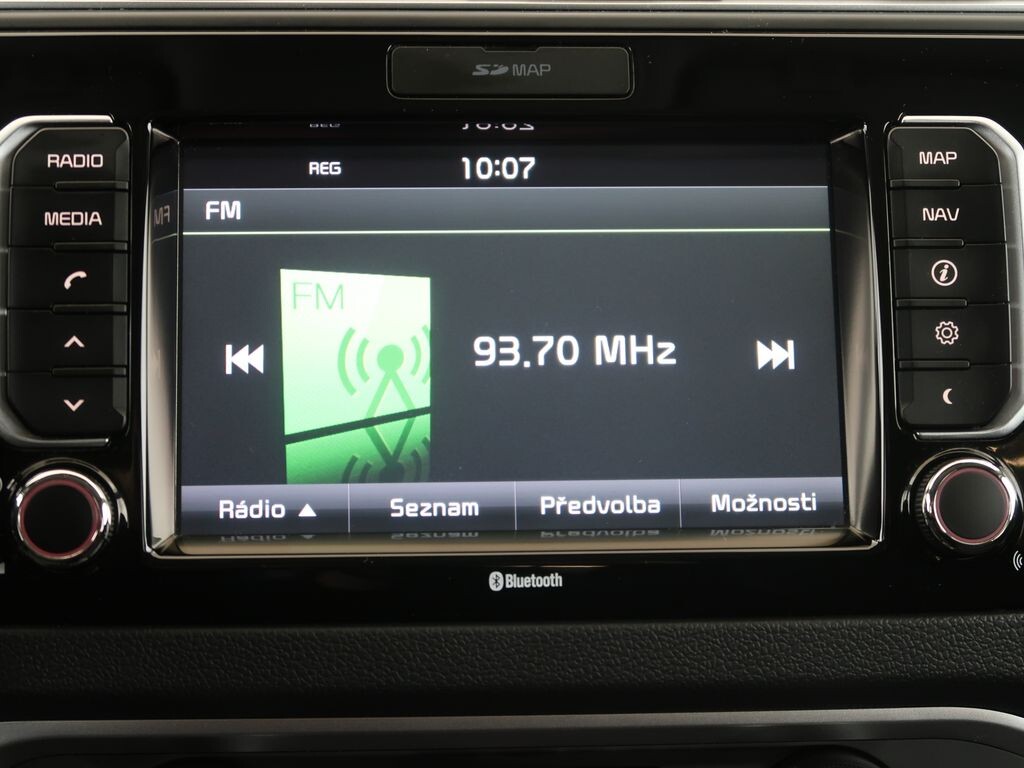 SD MAP
RADIO
MEDIA
REG 10:07
FM
FM
93.70 MHz
Rádio ▲ Seznam Předvolba Možnosti
MAP
NAV
Bluetooth